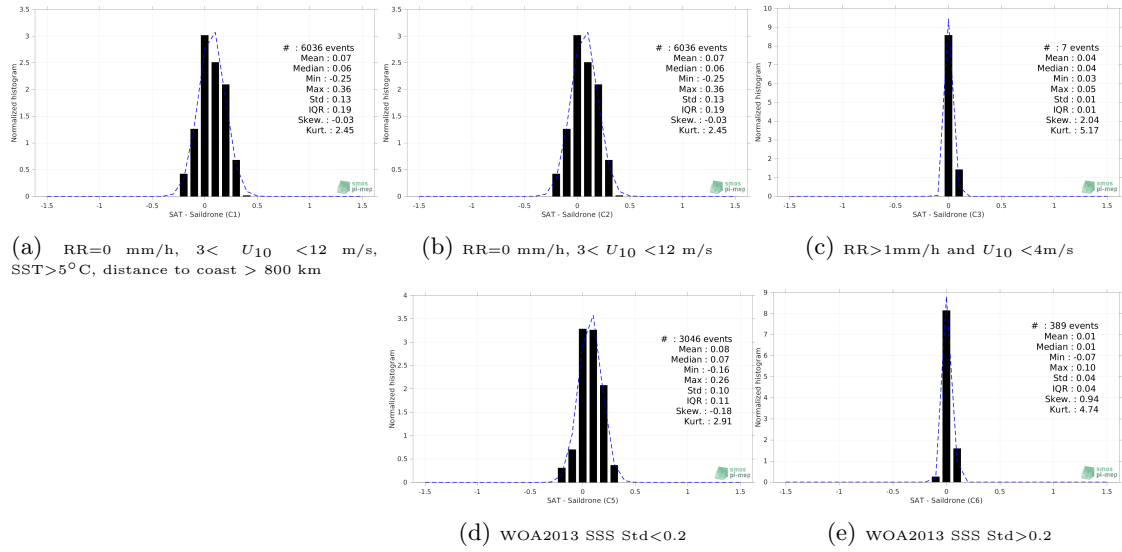 3.5
3
2.5
2
1.5
1
0.5
0
Normalized histogram
# : 6036 events
Mean : 0.07
Median : 0.06
Min : -0.25
Max : 0.36
Std : 0.13
IQR : 0.19
Skew. : -0.03
Kurt. : 2.45
smos
pi-mep
-1.5 -1 -0.5 0 0.5 1 1.5
SAT - Saildrone (C1)
(a) RR=0 mm/h, 3< U10 <12 m/s,
SST>5°C, distance to coast > 800 km
3.5
3
2.5
2
1.5
1
0.5
0
Normalized histogram
# : 6036 events
Mean : 0.07
Median : 0.06
Min : -0.25
Max : 0.36
Std : 0.13
IQR : 0.19
Skew. : -0.03
Kurt. : 2.45
smos
pi-mep
-1.5 -1 -0.5 0 0.5 1 1.5
SAT - Saildrone (C2)
(b) RR=0 mm/h, 3< U10 <12 m/s
10
9
8
7
6
5
4
3
2
1
0
Normalized histogram
# : 7 events
Mean : 0.04
Median : 0.04
Min : 0.03
Max : 0.05
Std : 0.01
IQR : 0.01
Skew. : 2.04
Kurt. : 5.17
smos
pi-mep
-1.5 -1 -0.5 0 0.5 1 1.5
SAT - Saildrone (C3)
(c) RR>1mm/h and U10 <4m/s
4
3.5
3
2.5
2
1.5
1
0.5
0
Normalized histogram
# : 3046 events
Mean : 0.08
Median : 0.07
Min : -0.16
Max : 0.26
Std : 0.10
IQR : 0.11
Skew. : -0.18
Kurt. : 2.91
smos
pi-mep
-1.5 -1 -0.5 0 0.5 1 1.5
SAT - Saildrone (C5)
(d) WOA2013 SSS Std<0.2
9
8
7
6
5
4
3
2
1
0
Normalized histogram
# : 389 events
Mean : 0.01
Median : 0.01
Min : -0.07
Max : 0.10
Std : 0.04
IQR : 0.04
Skew. : 0.94
Kurt. : 4.74
smos
pi-mep
-1.5 -1 -0.5 0 0.5 1 1.5
SAT - Saildrone (C6)
(e) WOA2013 SSS Std>0.2